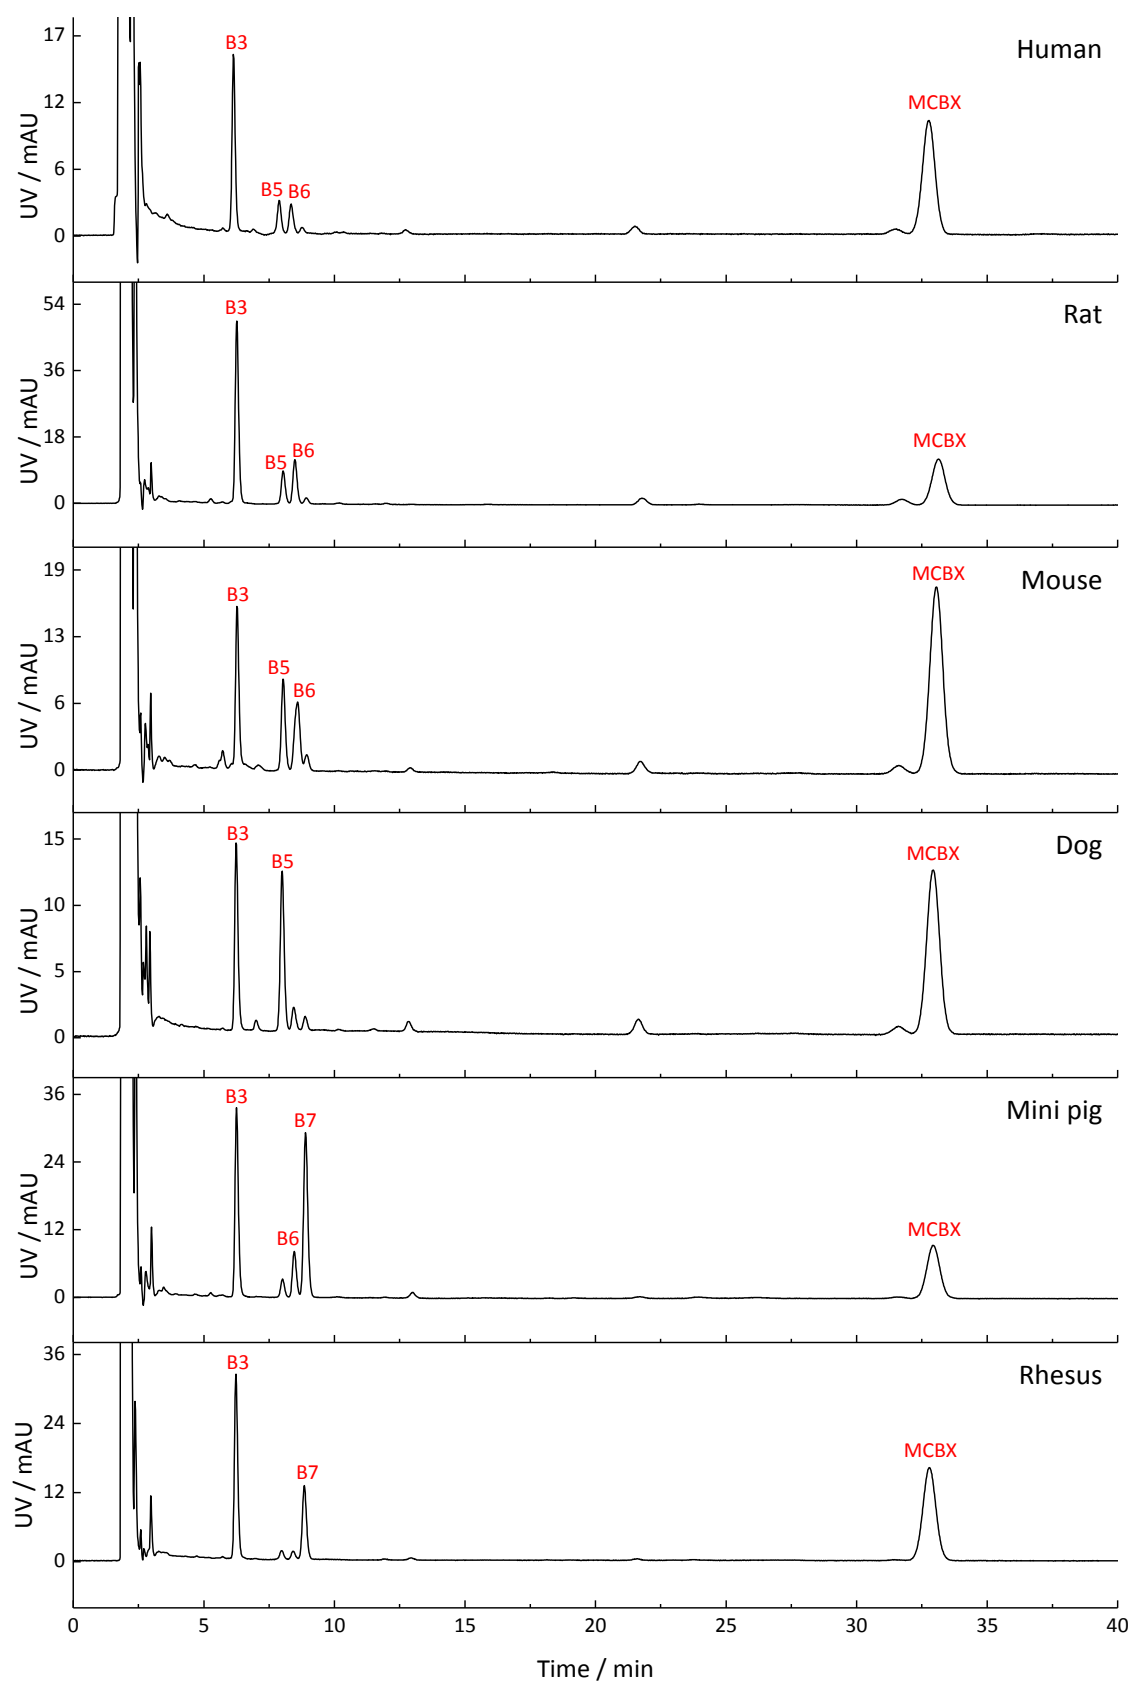 Human
17
12
6
0
UV / mAU
B3
B5
B6
MCBX
Rat
54
36
18
0
UV / mAU
B3
B5
B6
MCBX
Mouse
19
13
6
0
UV / mAU
B3
B5
B6
MCBX
Dog
15
10
5
0
UV / mAU
B3
B5
MCBX
Mini pig
36
24
12
0
UV / mAU
B3
B6
B7
MCBX
Rhesus
36
24
12
0
UV / mAU
B3
B7
MCBX
0 5 10 15 20 25 30 35 40
Time / min